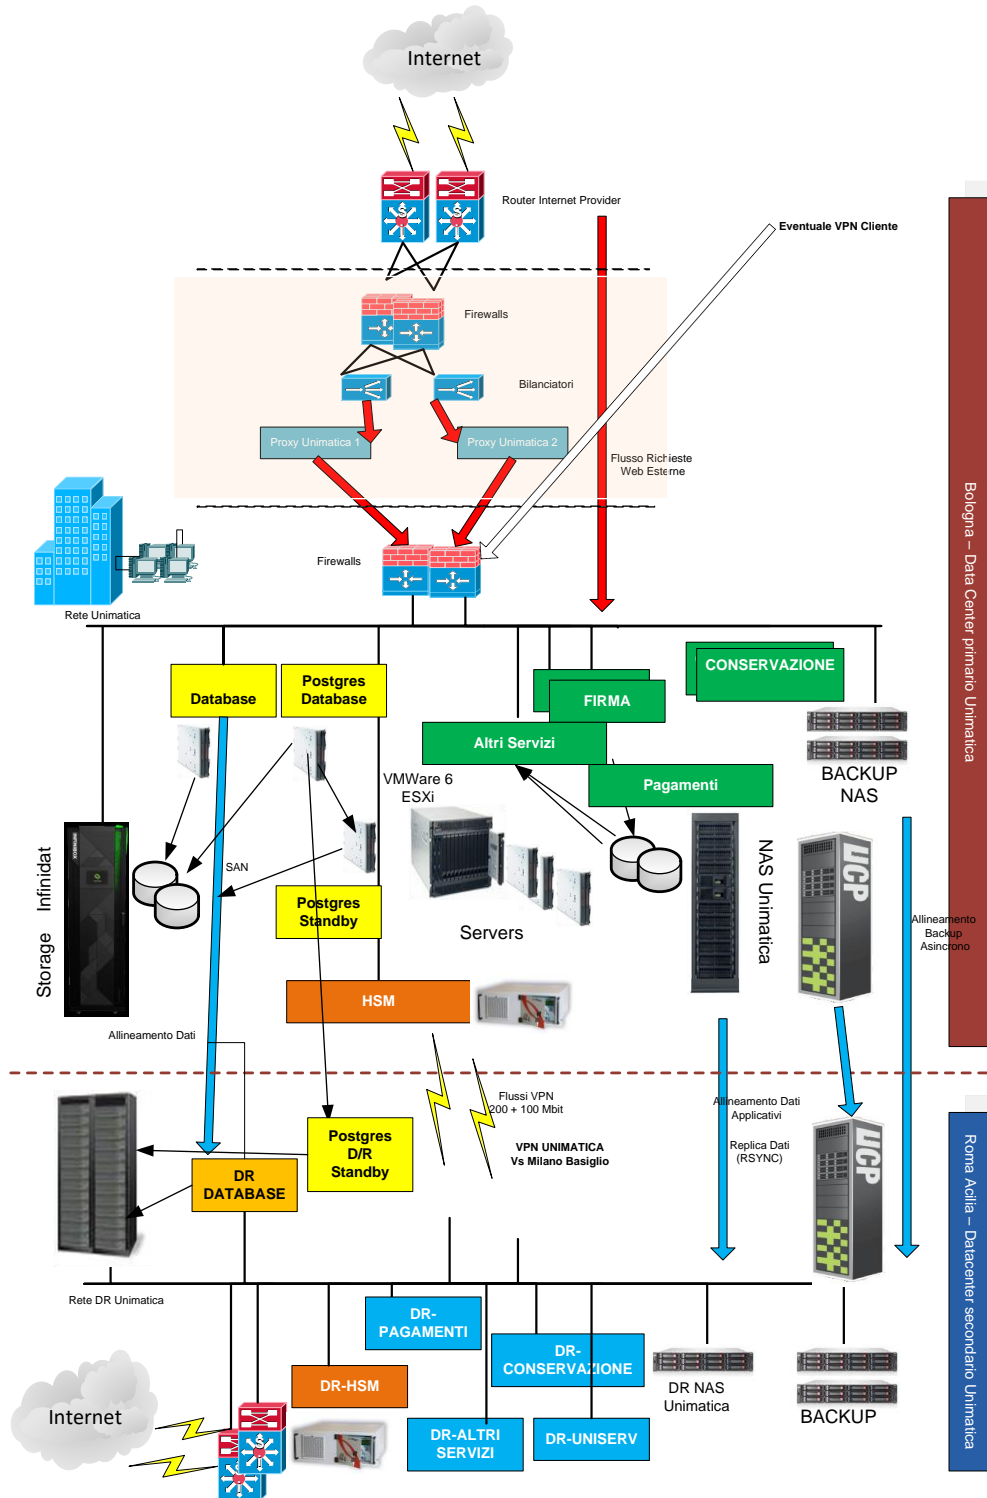 Internet
Router Internet Provider
Eventuale VPN Cliente
Firewalls
Bilanciatori
Proxy Unimatica 1
Proxy Unimatica 2
Flusso Richieste
Web Esterne
Firewalls
Rete Unimatica
Bologna – Data Center primario Unimatica
Database
Postgres
Database
CONSERVAZIONE
FIRMA
Altri Servizi
Pagamenti
VMWare 6
ESXi
BACKUP
NAS
Storage Infinidat
SAN
Postgres
Standby
Servers
NAS Unimatica
UCP
Allineamento
Backup
Asincrono
HSM
Allineamento Dati
Flussi VPN
200 + 100 Mbit
VPN UNIMATICA
Vs Milano Basiglio
Allineamento Dati
Applicativi
Replica Dati
(RSYNC)
Postgres
D/R
Standby
DR
DATABASE
UCP
Roma Acilia – Datacenter secondario Unimatica
Rete DR Unimatica
DR-
PAGAMENTI
DR-
CONSERVAZIONE
DR-HSM
DR NAS
Unimatica
BACKUP
Internet
DR-ALTRI
SERVIZI
DR-UNISERV